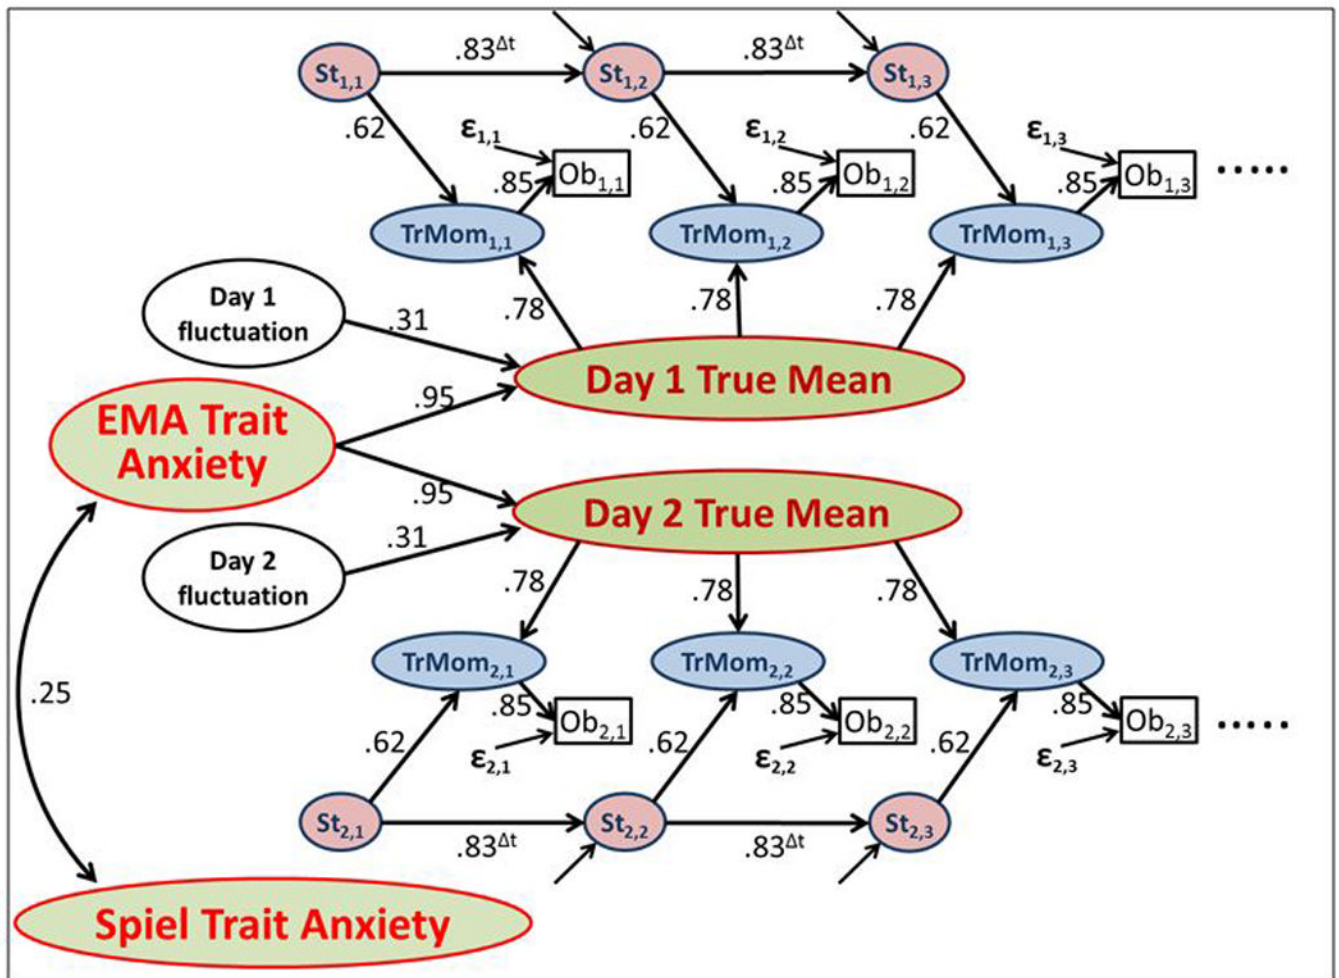 .83Δt .83Δt
St1,1 St1,2 St1,3
.62 ε1,1 .62 ε1,2 .62 ε1,3
.85 Ob1,1 .85 Ob1,2 .85 Ob1,3 .....
TrMom1,1 TrMom1,2 TrMom1,3
Day 1
fluctuation
.31 .78 .78 .78
Day 1 True Mean
.95
EMA Trait
Anxiety
.95
Day 2 True Mean
.31
Day 2
fluctuation
.78 .78 .78
TrMom2,1 TrMom2,2 TrMom2,3
.25
.85 Ob2,1 .85 Ob2,2 .85 Ob2,3 .....
.62 ε2,1 .62 ε2,2 .62 ε2,3
St2,1 St2,2 St2,3
.83Δt .83Δt
Spiel Trait Anxiety